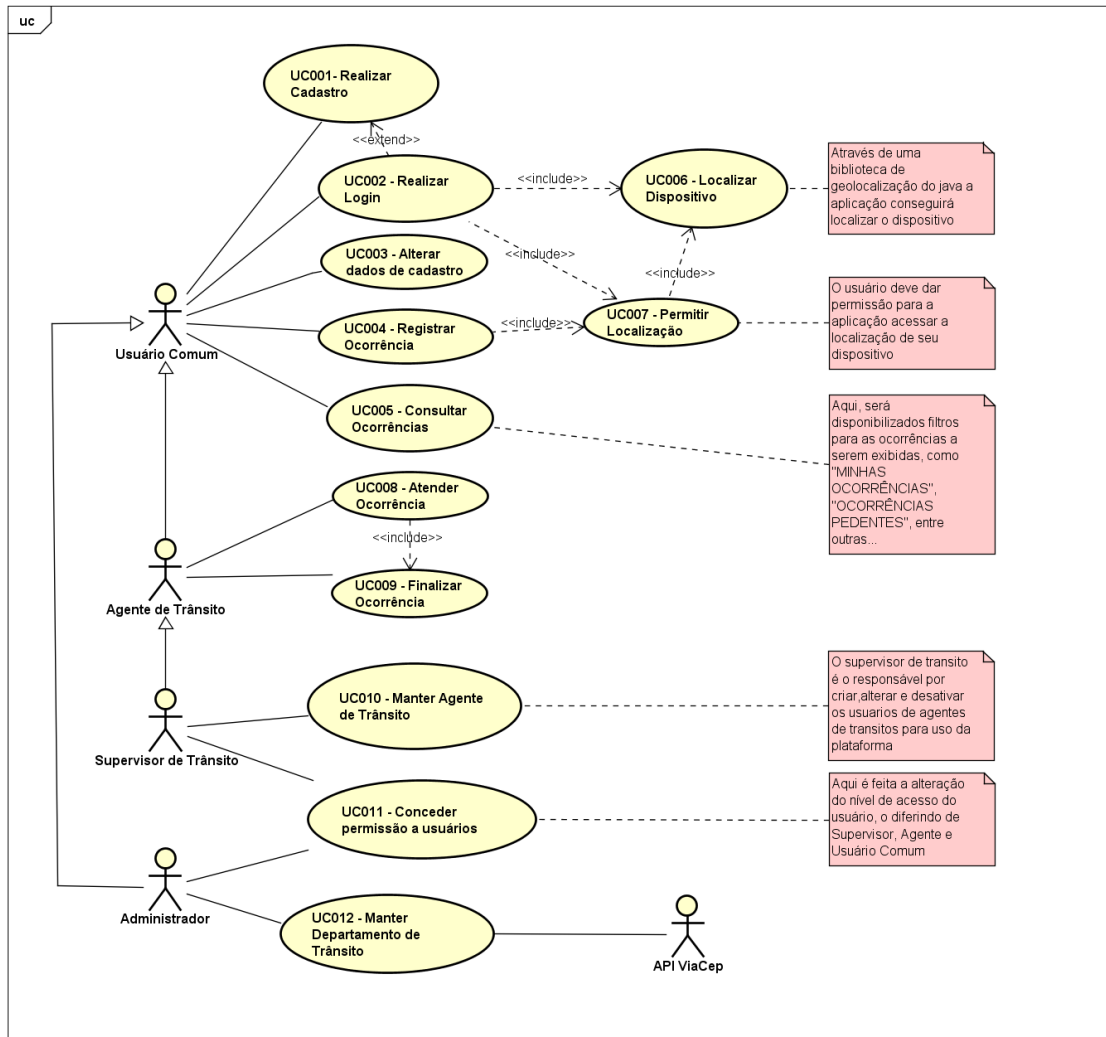 uc
UC001- Realizar
Cadastro
<<extend>>
UC002 - Realizar
Login
<<include>>
UC006 - Localizar
Dispositivo
Através de uma
biblioteca de
geolocalização do java a
aplicação conseguirá
localizar o dispositivo
UC003 - Alterar
dados de cadastro
<<include>>
<<include>>
UC004 - Registrar
Ocorrência
<<include>>
UC007 - Permitir
Localização
O usuário deve dar
permissão para a
aplicação acessar a
localização de seu
dispositivo
Usuário Comum
UC005 - Consultar
Ocorrências
Aqui, será
disponibilizados filtros
para as ocorrências a
serem exibidas, como
"MINHAS
OCORRÊNCIAS",
"OCORRÊNCIAS
PEDENTES", entre
outras...
UC008 - Atender
Ocorrência
<<include>>
UC009 - Finalizar
Ocorrência
Agente de Trânsito
UC010 - Manter Agente
de Trânsito
O supervisor de transito
é o responsável por
criar,alterar e desativar
os usuarios de agentes
de transitos para uso da
plataforma
Supervisor de Trânsito
UC011 - Conceder
permissão a usuários
Aqui é feita a alteração
do nível de acesso do
usuário, o diferindo de
Supervisor, Agente e
Usuário Comum
Administrador
UC012 - Manter
Departamento de
Trânsito
API ViaCep